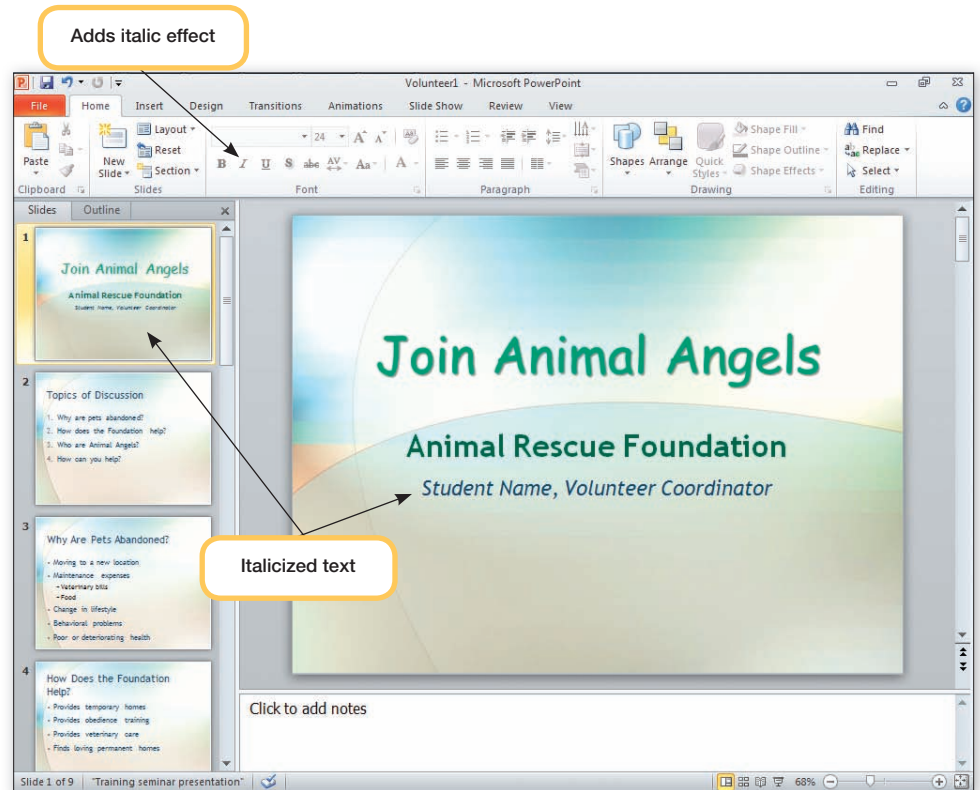 Adds italic effect
Volunteer1 - Microsoft PowerPoint
File Home Insert Design Transitions Animations Slide Show Review View
Paste
New Slide
Layout
Reset
Section
24
B I U S abc AV Aa A
Shapes Arrange Quick Styles
Shape Fill
Shape Outline
Shape Effects
Find
Replace
Select
Clipboard Slides Font Paragraph Drawing Editing
Slides Outline
1
Join Animal Angels
Animal Rescue Foundation
Student Name, Volunteer Coordinator
2
Topics of Discussion
1. Why are pets abandoned?
2. How does the Foundation help?
3. Who are Animal Angels?
4. How can you help?
3
Why Are Pets Abandoned?
- Moving to a new location
- Maintenance expenses
- Veterinary bills
- Food
- Change in lifestyle
- Behavioral problems
- Poor or deteriorating health
4
How Does the Foundation
Help?
- Provides temporary homes
- Provides obedience training
- Provides veterinary care
- Finds loving permanent homes
Join Animal Angels
Animal Rescue Foundation
Student Name, Volunteer Coordinator
Italicized text
Click to add notes
Slide 1 of 9 "Training seminar presentation" 68%